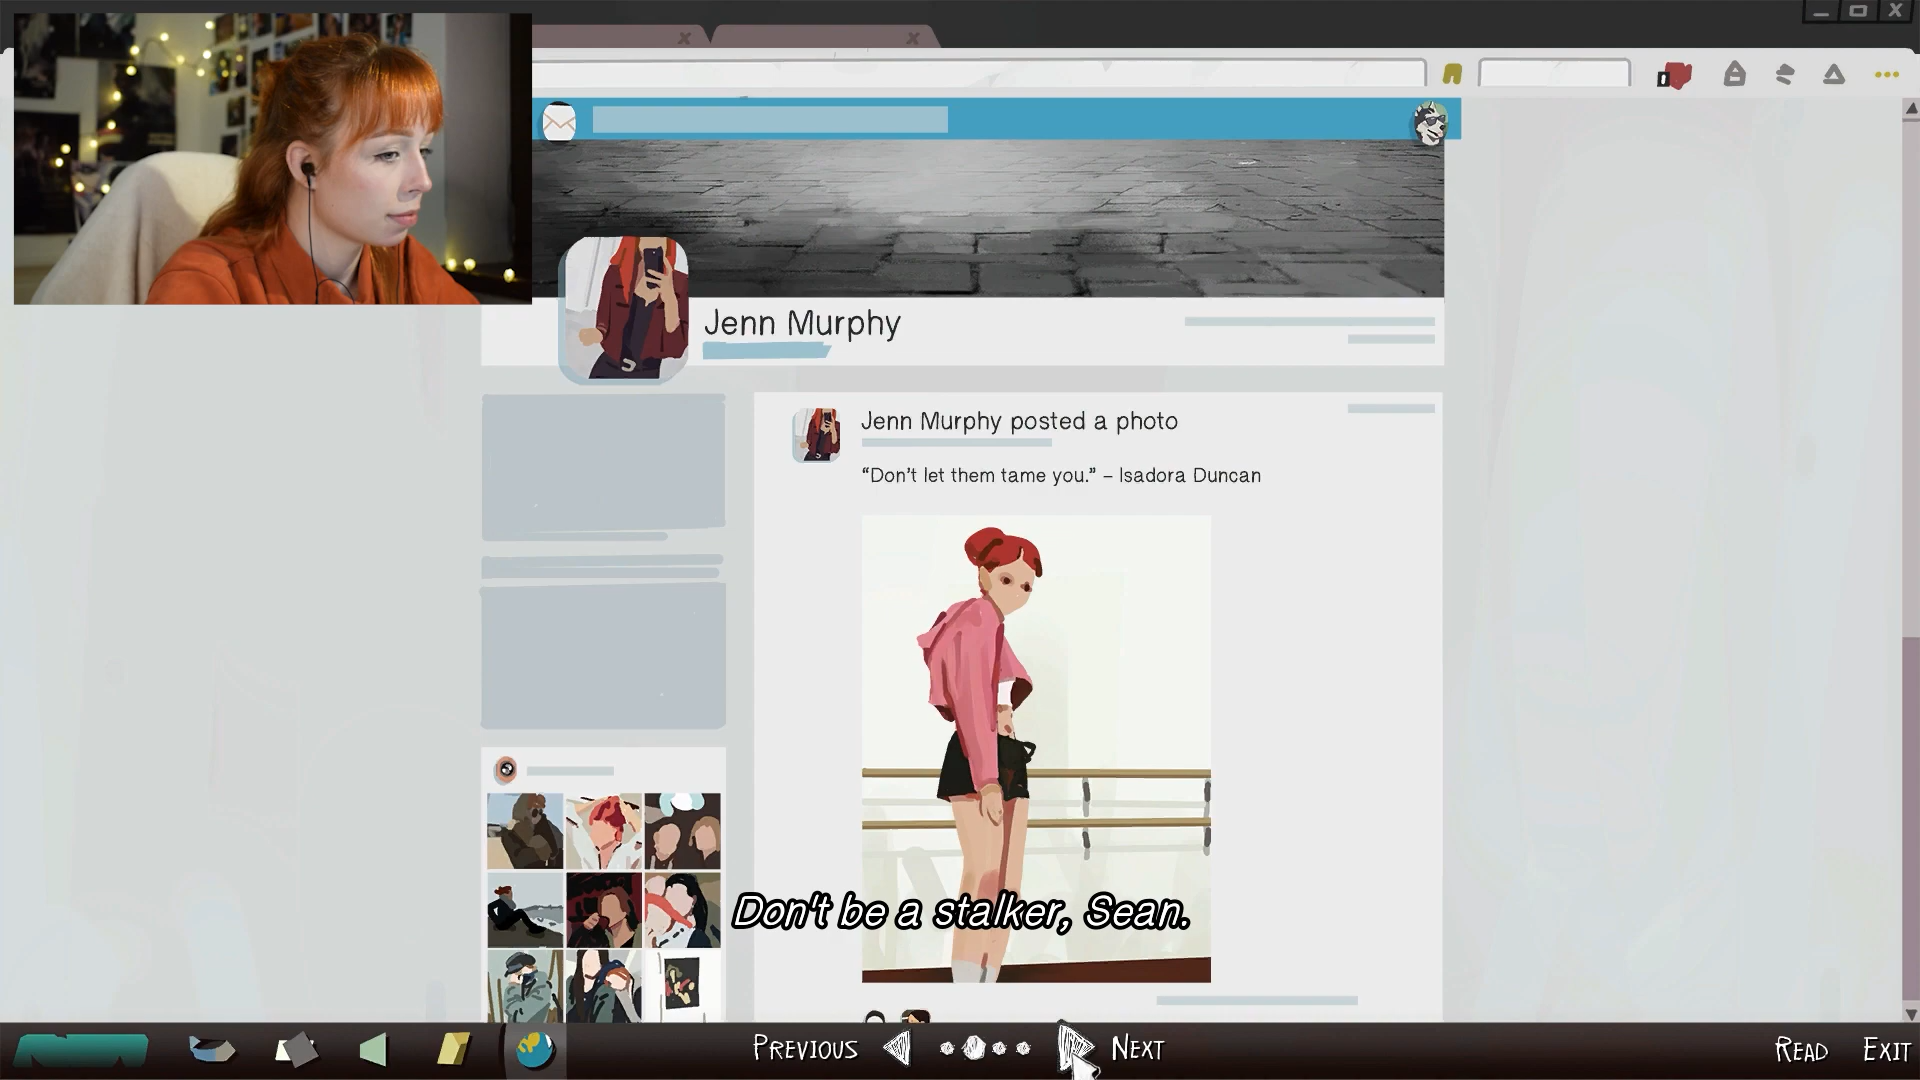 Jenn Murphy
Jenn Murphy posted a photo
“Don’t let them tame you.” – Isadora Duncan
Don't be a stalker, Sean.
PREVIOUS
NEXT
READ
EXIT